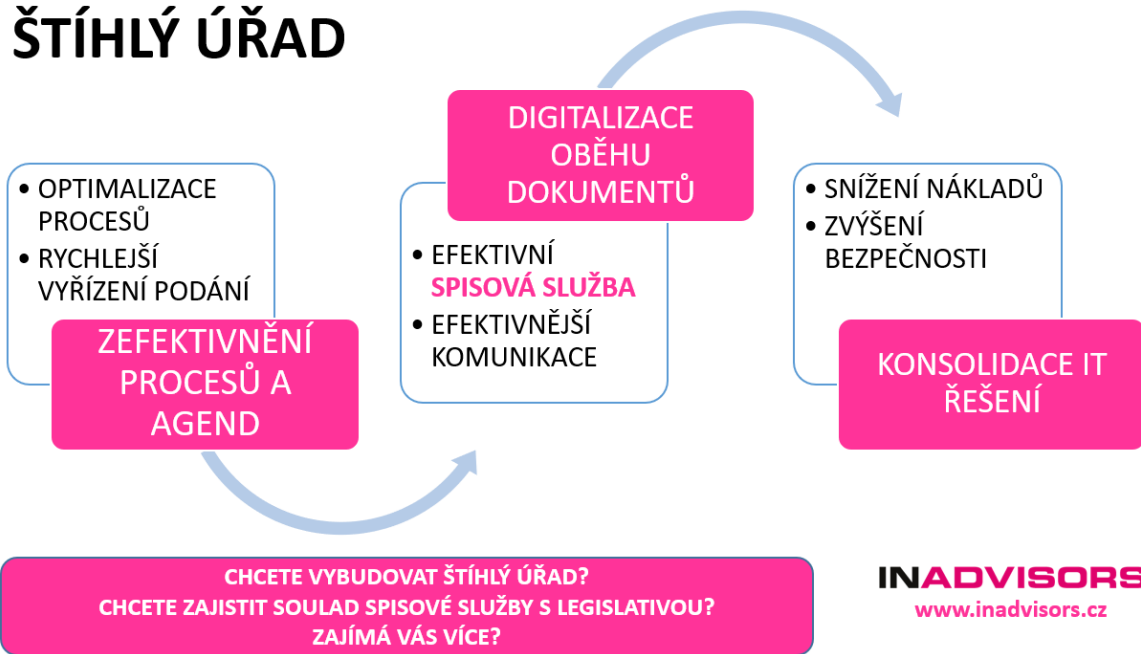 ŠTÍHLÝ ÚŘAD
• OPTIMALIZACE
PROCESŮ
• RYCHLEJŠÍ
VYŘÍZENÍ PODÁNÍ
ZEFEKTIVNĚNÍ
PROCESŮ A
AGEND
DIGITALIZACE
OBĚHU
DOKUMENTŮ
• EFEKTIVNÍ
SPISOVÁ SLUŽBA
• EFEKTIVNĚJŠÍ
KOMUNIKACE
• SNÍŽENÍ NÁKLADŮ
• ZVÝŠENÍ
BEZPEČNOSTI
KONSOLIDACE IT
ŘEŠENÍ
CHCETE VYBUDOVAT ŠTÍHLÝ ÚŘAD?
CHCETE ZAJISTIT SOULAD SPISOVÉ SLUŽBY S LEGISLATIVOU?
ZAJÍMÁ VÁS VÍCE?
INADVISORS
www.inadvisors.cz